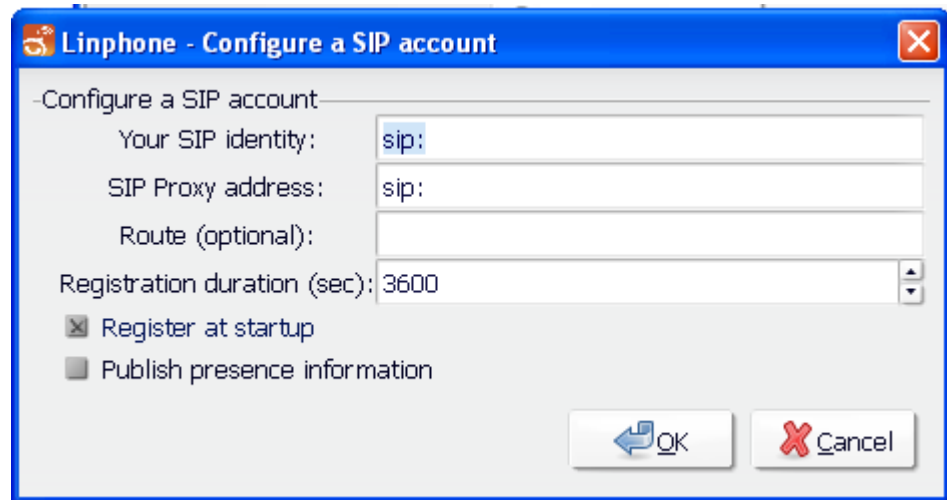 Linphone - Configure a SIP account
Configure a SIP account
Your SIP identity: sip:
SIP Proxy address: sip:
Route (optional):
Registration duration (sec): 3600
Register at startup
Publish presence information
OK Cancel